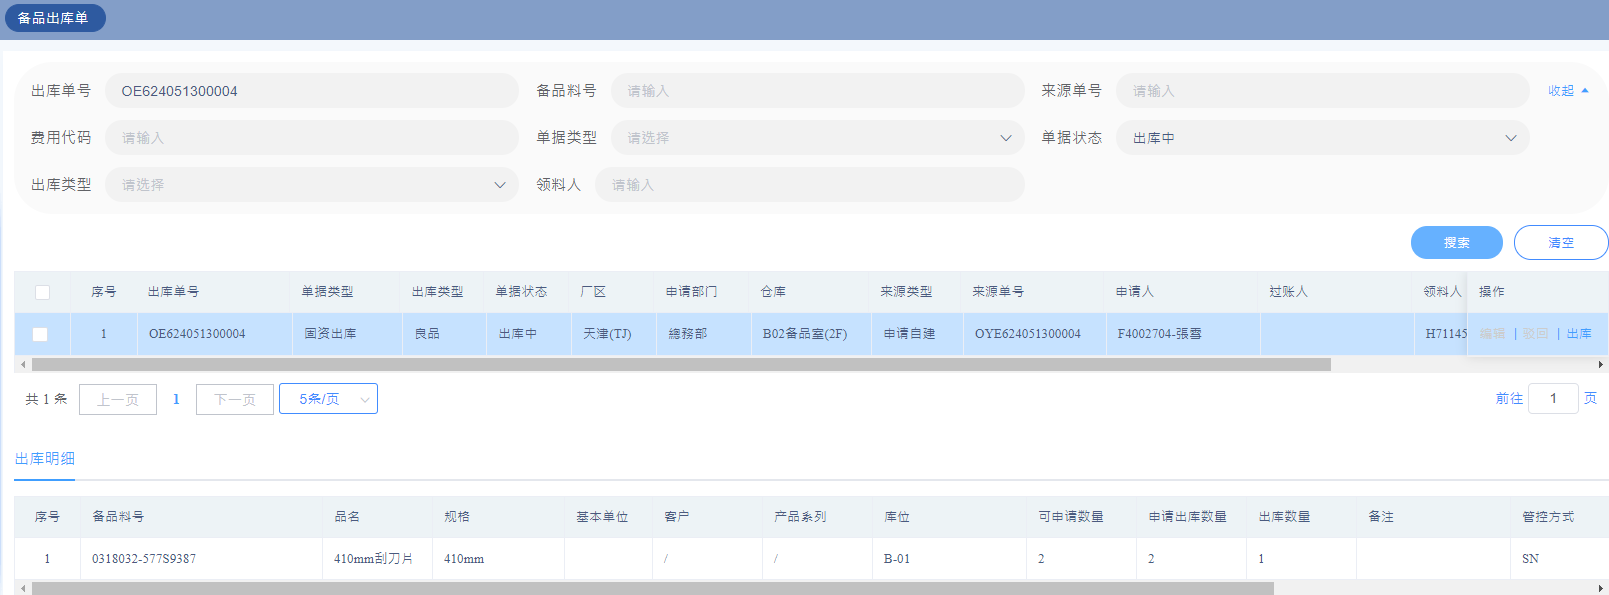 备品出库单
出库单号 OE624051300004 备品料号 请输入 来源单号 请输入 收起
费用代码 请输入 单据类型 请选择 单据状态 出库中
出库类型 请选择 领料人 请输入
搜索 清空
序号 出库单号 单据类型 出库类型 单据状态 厂区 申请部门 仓库 来源类型 来源单号 申请人 过账人 领料人 操作
1 OE624051300004 固资出库 良品 出库中 天津(TJ) 總務部 B02备品室(2F) 申请自建 OYE624051300004 F4002704-張雪 H71145 编辑 | 驳回 | 出库
共 1 条 上一页 1 下一页 5条/页 前往 1 页
出库明细
序号 备品料号 品名 规格 基本单位 客户 产品系列 库位 可申请数量 申请出库数量 出库数量 备注 管控方式
1 0318032-577S9387 410mm刮刀片 410mm / / B-01 2 2 1 SN